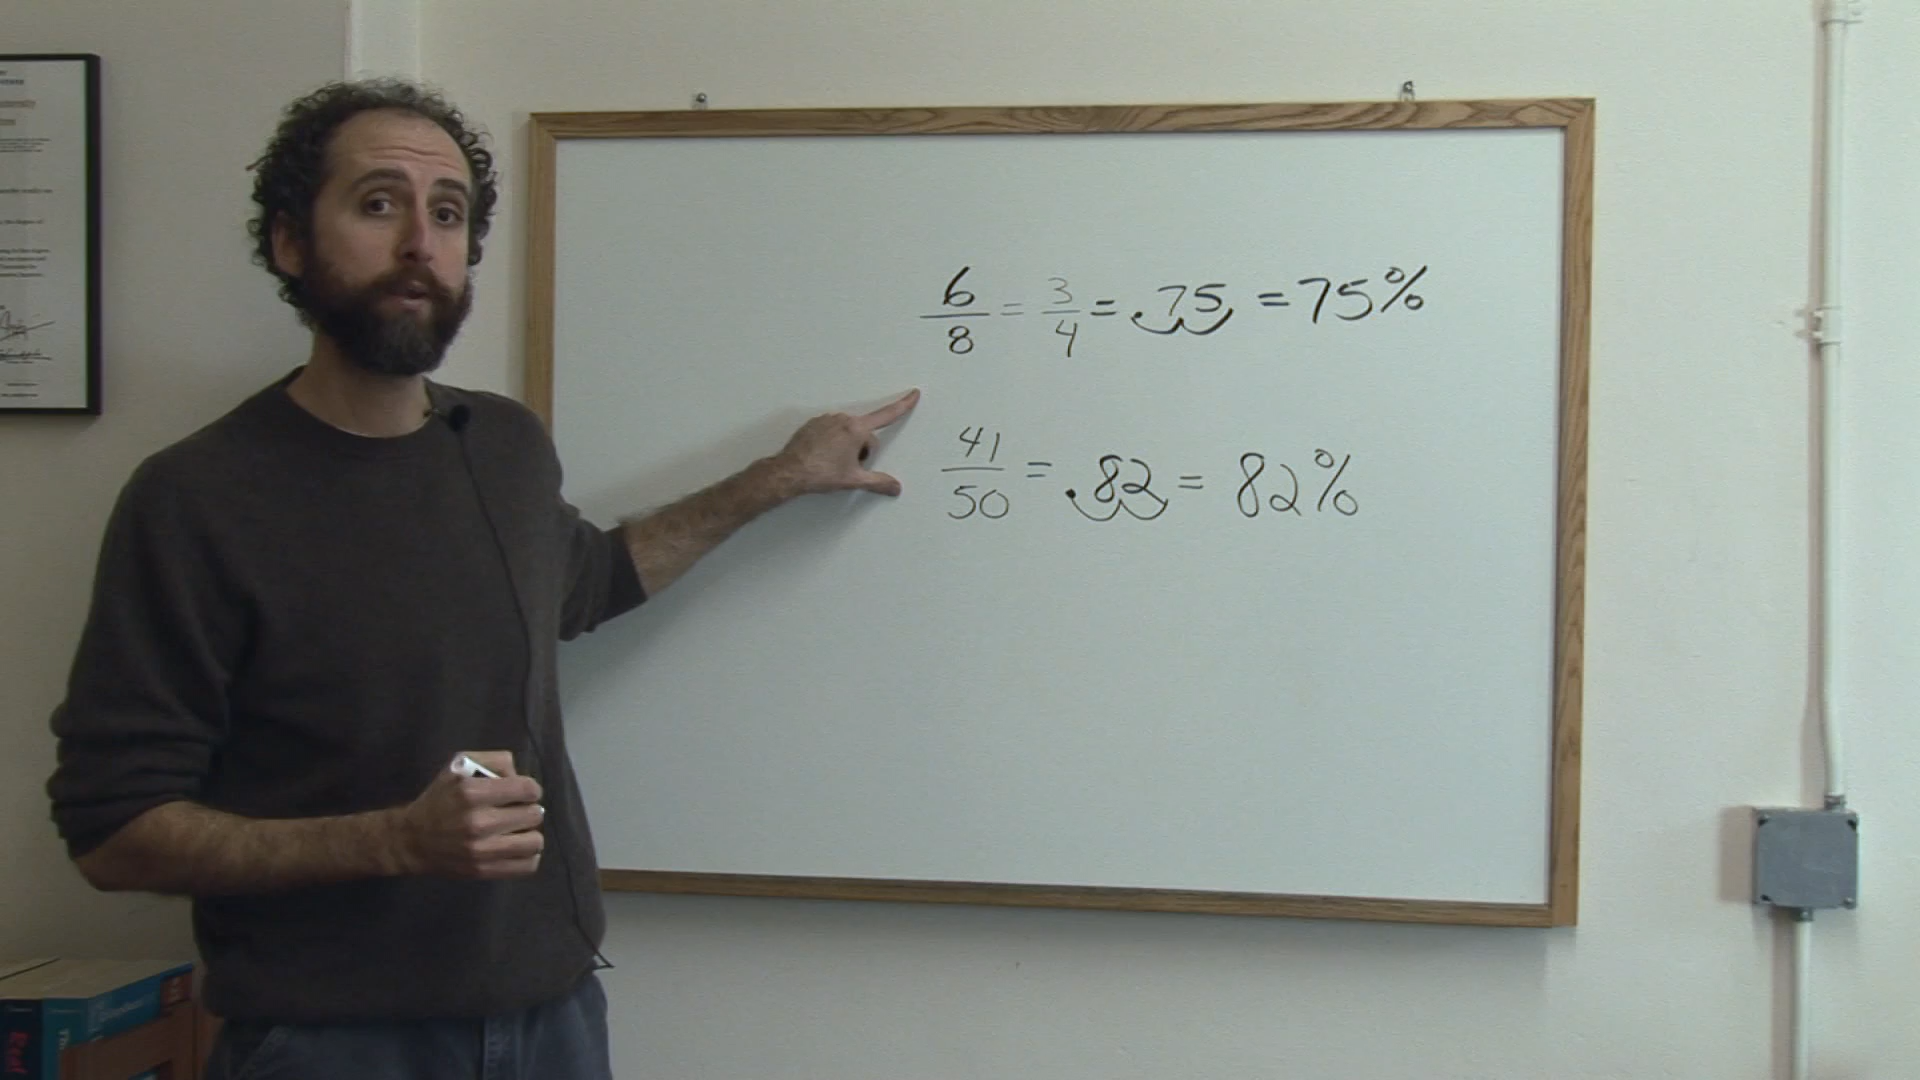 6/8 = 3/4 = .75 = 75%
41/50 = .82 = 82%